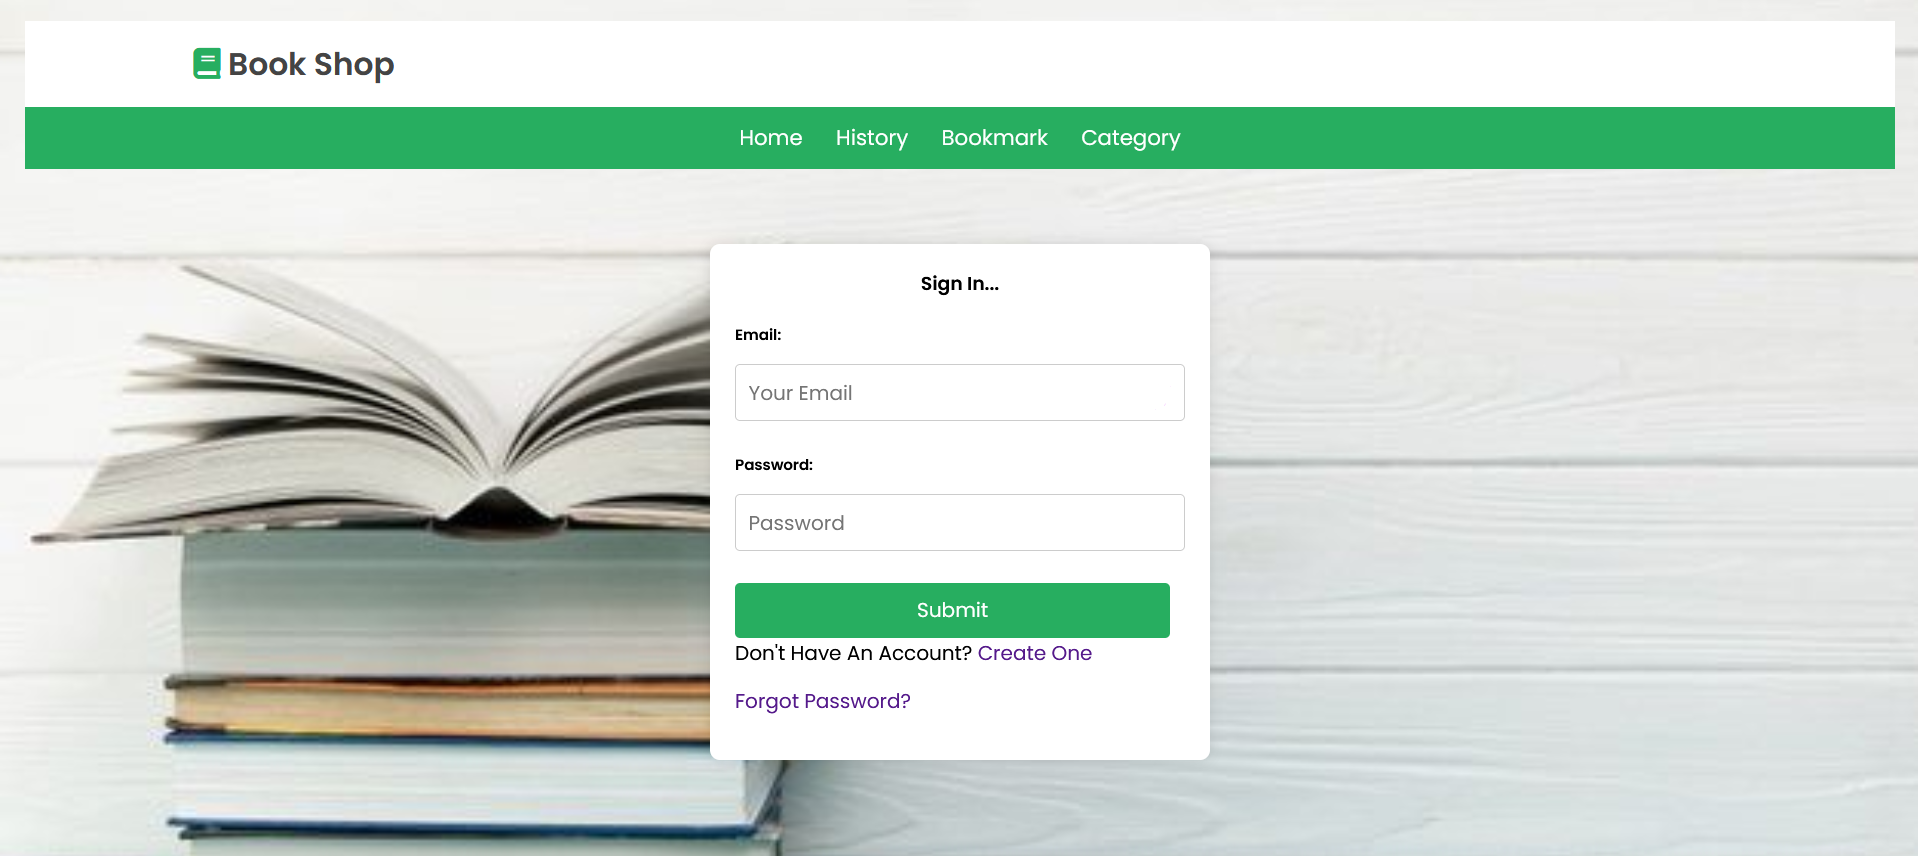 Book Shop
Home History Bookmark Category
Sign In...
Email:
Your Email
Password:
Password
Submit
Don't Have An Account? Create One
Forgot Password?